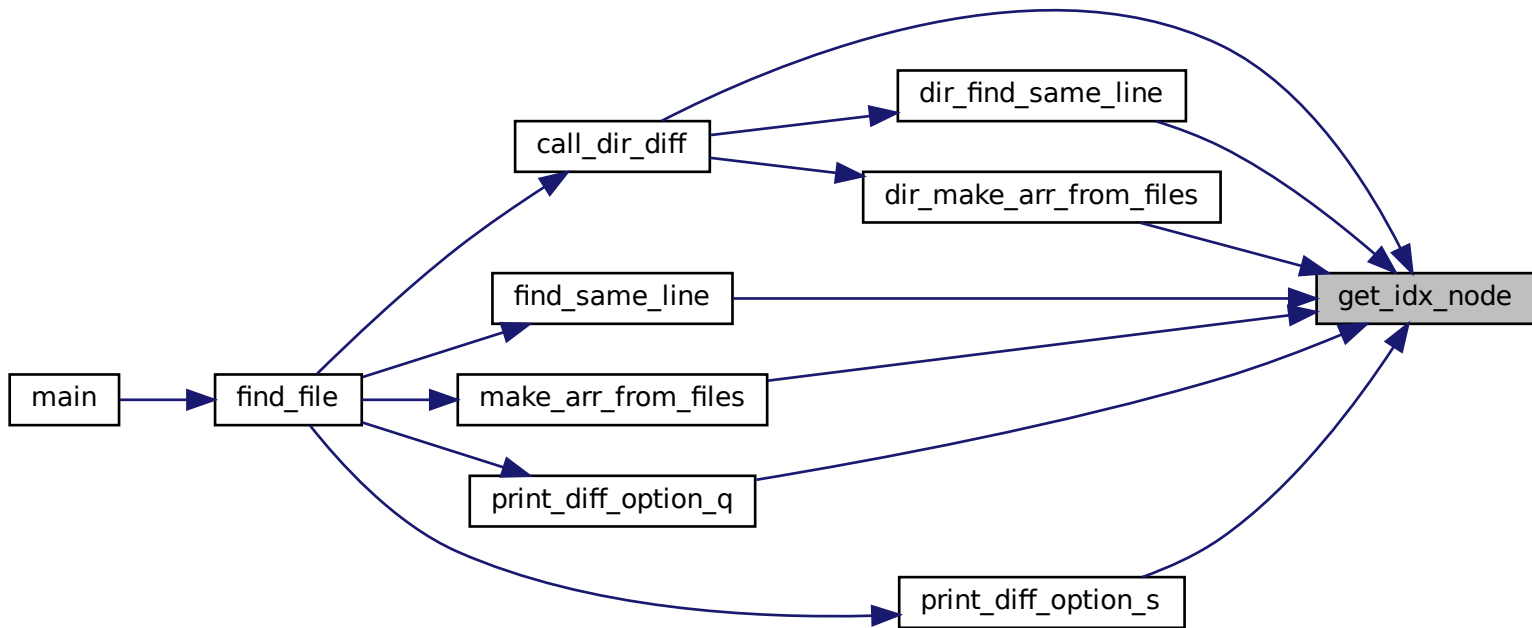 dir_find_same_line
call_dir_diff
dir_make_arr_from_files
find_same_line
get_idx_node
main
find_file
make_arr_from_files
print_diff_option_q
print_diff_option_s